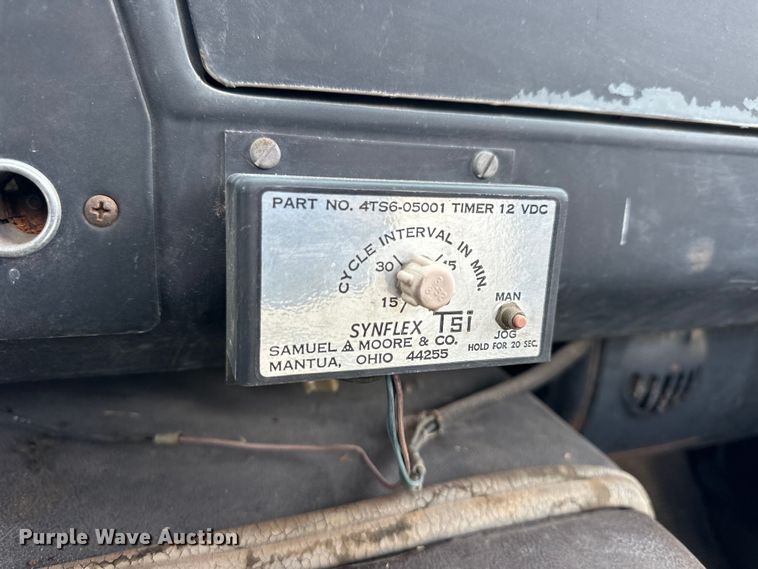 PART NO. 4TS6-05001 TIMER 12 VDC
CYCLE INTERVAL IN MIN.
30 45
15
MAN
SYNFLEX TSi
JOG
SAMUEL MOORE & CO. HOLD FOR 20 SEC.
MANTUA, OHIO 44255
Purple Wave Auction